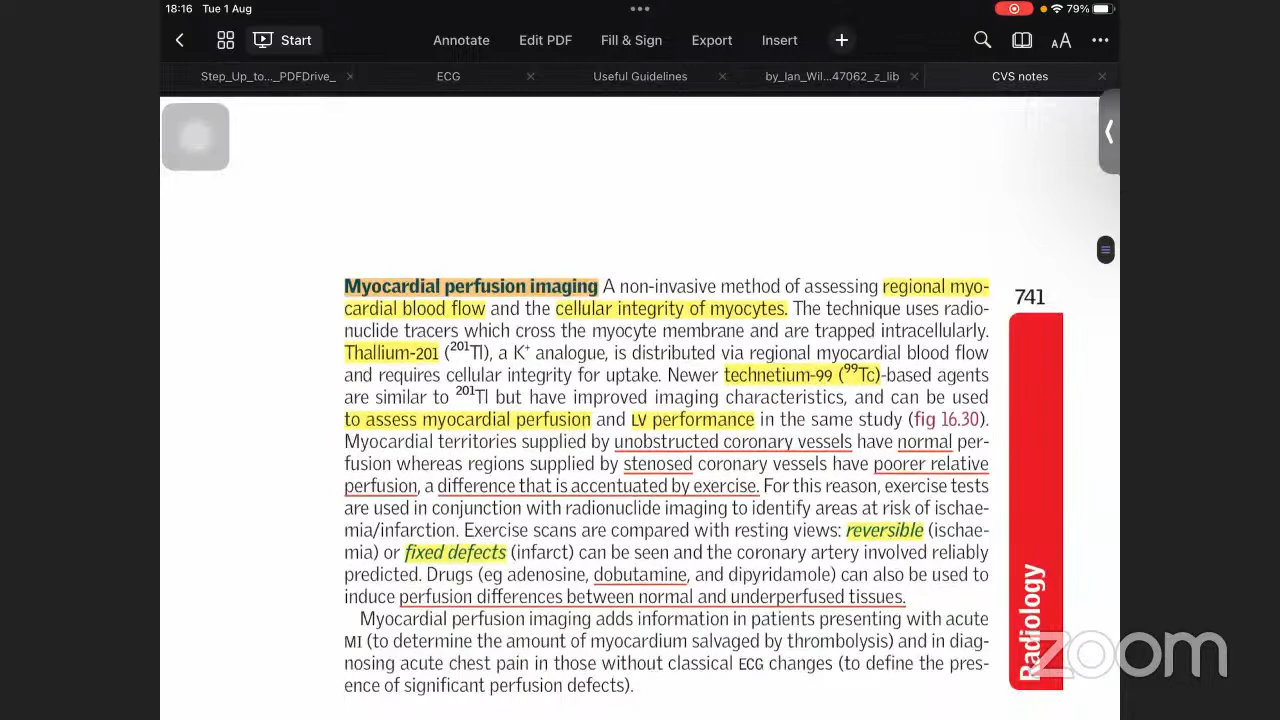 18:16 Tue 1 Aug
79%
Start
Annotate Edit PDF Fill & Sign Export Insert
AA
Step_Up_to..._PDFDrive_
ECG
Useful Guidelines
by_Ian_Wil...47062_z_lib
CVS notes
Myocardial perfusion imaging A non-invasive method of assessing regional myo-
cardial blood flow and the cellular integrity of myocytes. The technique uses radio-
nuclide tracers which cross the myocyte membrane and are trapped intracellularly.
Thallium-201 (²⁰¹Tl), a K⁺ analogue, is distributed via regional myocardial blood flow
and requires cellular integrity for uptake. Newer technetium-99 (⁹⁹Tc)-based agents
are similar to ²⁰¹Tl but have improved imaging characteristics, and can be used
to assess myocardial perfusion and LV performance in the same study (fig 16.30).
Myocardial territories supplied by unobstructed coronary vessels have normal per-
fusion whereas regions supplied by stenosed coronary vessels have poorer relative
perfusion, a difference that is accentuated by exercise. For this reason, exercise tests
are used in conjunction with radionuclide imaging to identify areas at risk of ischae-
mia/infarction. Exercise scans are compared with resting views: reversible (ischae-
mia) or fixed defects (infarct) can be seen and the coronary artery involved reliably
predicted. Drugs (eg adenosine, dobutamine, and dipyridamole) can also be used to
induce perfusion differences between normal and underperfused tissues.
Myocardial perfusion imaging adds information in patients presenting with acute
MI (to determine the amount of myocardium salvaged by thrombolysis) and in diag-
nosing acute chest pain in those without classical ECG changes (to define the pres-
ence of significant perfusion defects).
741
Radiology
zoom